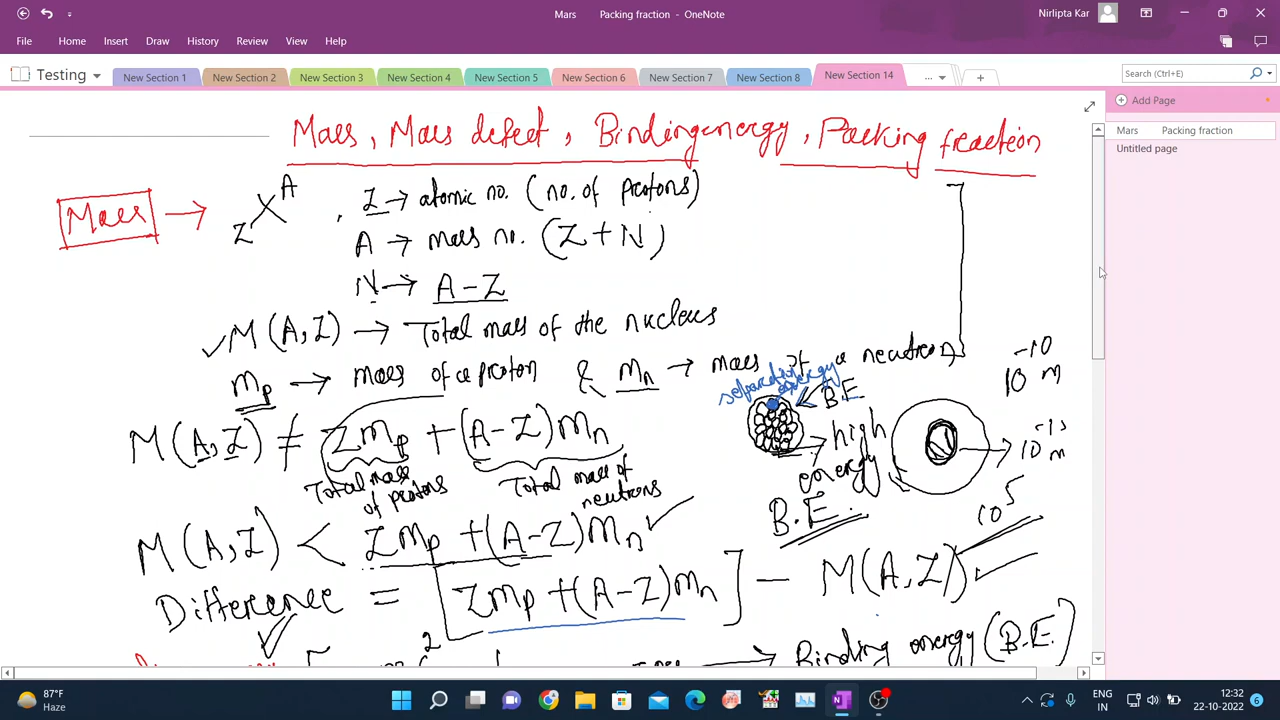 Mars Packing fraction - OneNote
Nirlipta Kar
File Home Insert Draw History Review View Help
Testing
New Section 1 New Section 2 New Section 3 New Section 4 New Section 5 New Section 6 New Section 7 New Section 8 New Section 14 ...
Search (Ctrl+E)
Add Page
Mars Packing fraction
Untitled page
Mass, Mass defect, Binding energy, Packing fraction
Mass → Z X A , Z → atomic no. (no. of protons)
A → mass no. (Z + N)
N → A - Z
M(A,Z) → Total mass of the nucleus
mp → mass of a proton & mn → mass of a neutron
separation energy
B.E
high energy
B.E.
10^-10 m
10^-15 m
10^5
M(A,Z) ≠ Zmp + (A-Z)mn
Total mass of protons
Total mass of neutrons
M(A,Z) < Zmp + (A-Z)mn
Difference = [Zmp + (A-Z)mn] - M(A,Z)
2
Binding energy (B.E.)
87°F
Haze
ENG
IN
12:32
22-10-2022
6